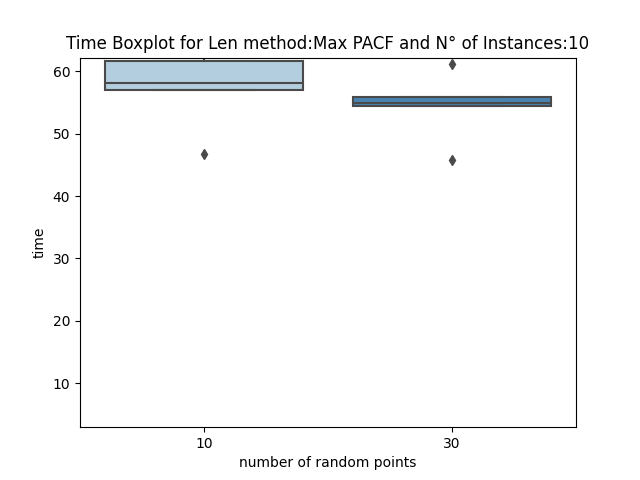 Time Boxplot for Len method:Max PACF and N° of Instances:10
60
50
40
30
20
10
time
10 30
number of random points